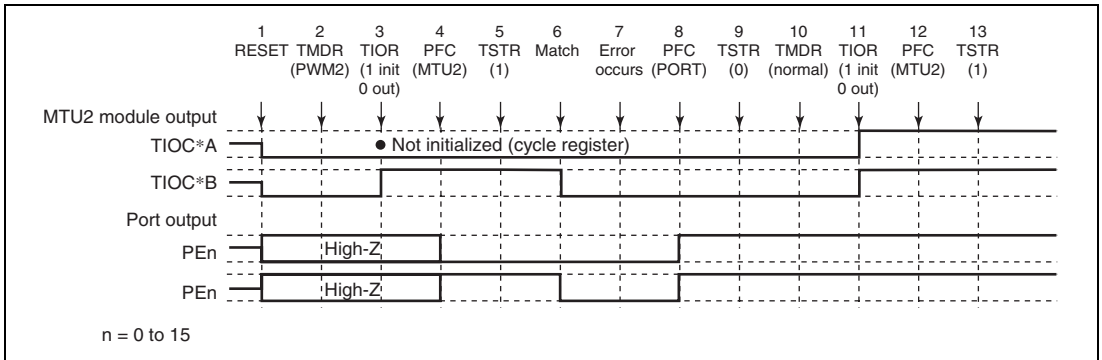 1 2 3 4 5 6 7 8 9 10 11 12 13
RESET TMDR TIOR PFC TSTR Match Error PFC TSTR TMDR TIOR PFC TSTR
(PWM2) (1 init (MTU2) (1) occurs (PORT) (0) (normal) (1 init (MTU2) (1)
0 out) 0 out)
MTU2 module output
TIOC*A
● Not initialized (cycle register)
TIOC*B
Port output
PEn High-Z
PEn High-Z
n = 0 to 15